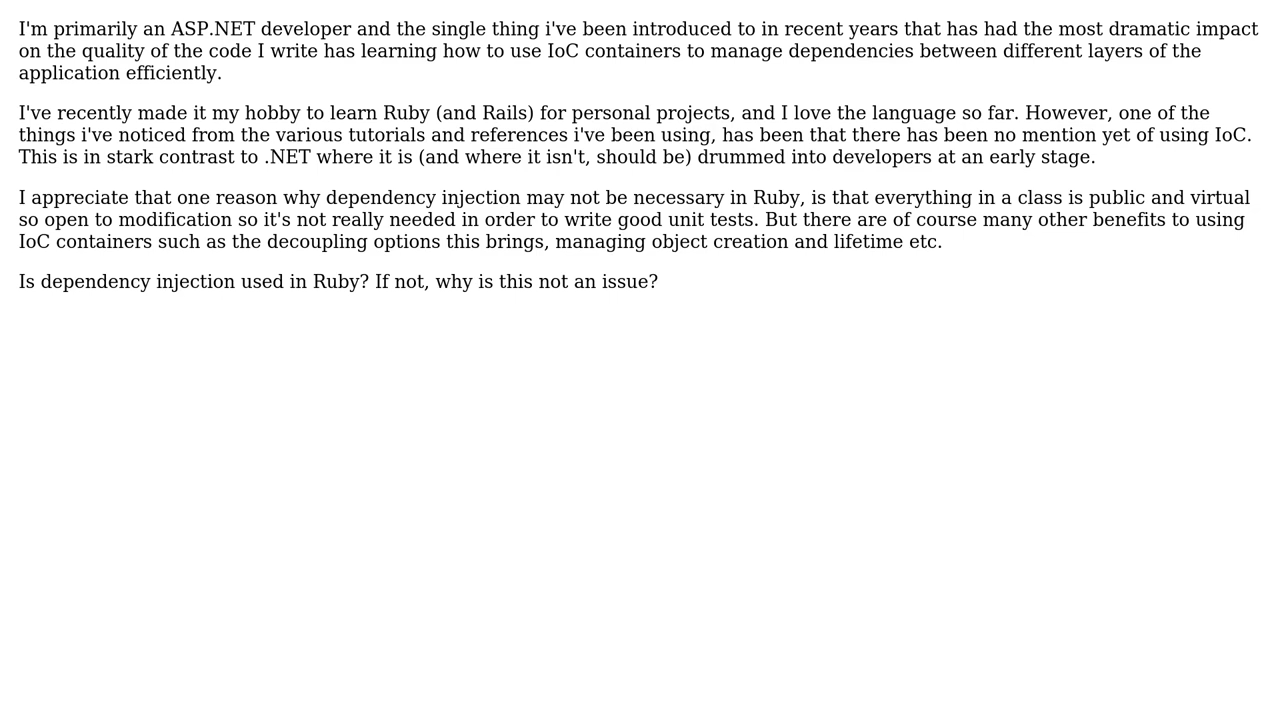 I'm primarily an ASP.NET developer and the single thing i've been introduced to in recent years that has had the most dramatic impact
on the quality of the code I write has learning how to use IoC containers to manage dependencies between different layers of the
application efficiently.
I've recently made it my hobby to learn Ruby (and Rails) for personal projects, and I love the language so far. However, one of the
things i've noticed from the various tutorials and references i've been using, has been that there has been no mention yet of using IoC.
This is in stark contrast to .NET where it is (and where it isn't, should be) drummed into developers at an early stage.
I appreciate that one reason why dependency injection may not be necessary in Ruby, is that everything in a class is public and virtual
so open to modification so it's not really needed in order to write good unit tests. But there are of course many other benefits to using
IoC containers such as the decoupling options this brings, managing object creation and lifetime etc.
Is dependency injection used in Ruby? If not, why is this not an issue?